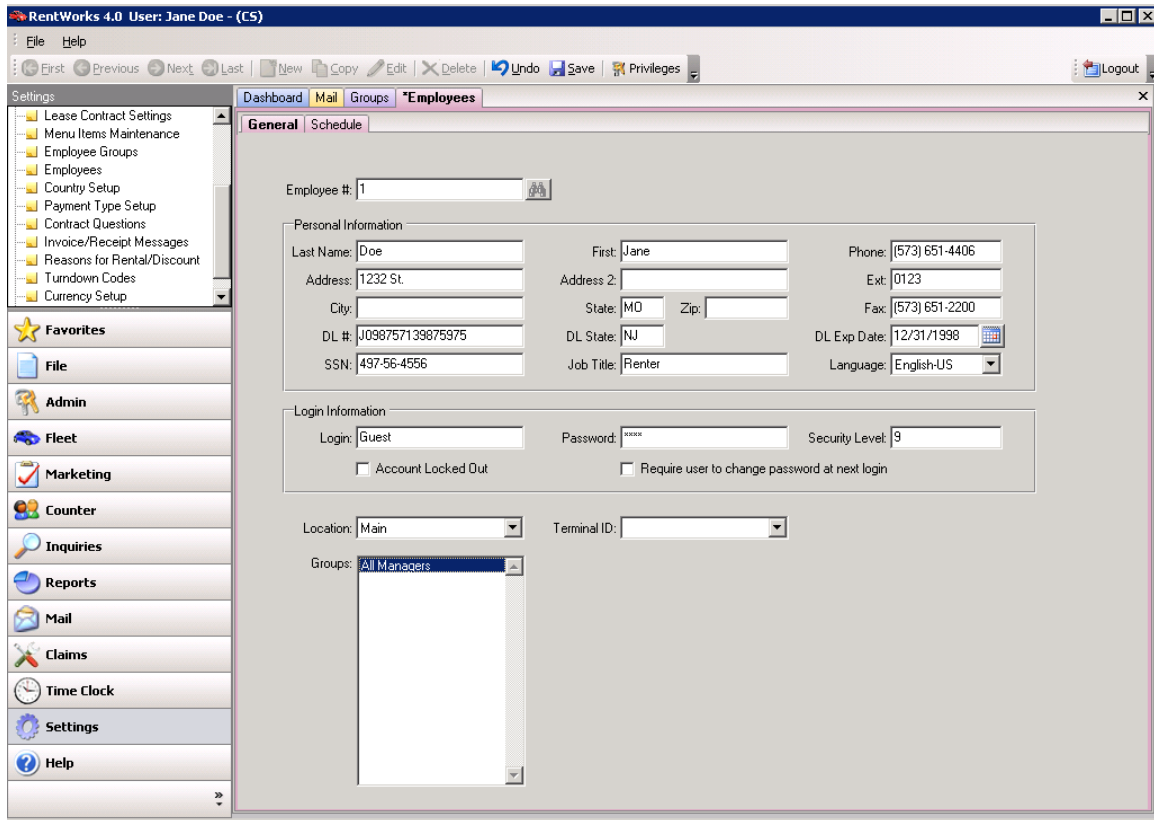 RentWorks 4.0 User: Jane Doe - (CS)
File Help
First Previous Next Last New Copy Edit Delete Undo Save Privileges Logout
Settings
Lease Contract Settings
Menu Items Maintenance
Employee Groups
Employees
Country Setup
Payment Type Setup
Contract Questions
Invoice/Receipt Messages
Reasons for Rental/Discount
Turndown Codes
Currency Setup
Favorites
File
Admin
Fleet
Marketing
Counter
Inquiries
Reports
Mail
Claims
Time Clock
Settings
Help
Dashboard Mail Groups *Employees
General Schedule
Employee #: 1
Personal Information
Last Name: Doe First: Jane Phone: (573) 651-4406
Address: 1232 St. Address 2: Ext: 0123
City: State: MO Zip: Fax: (573) 651-2200
DL #: J098757139875975 DL State: NJ DL Exp Date: 12/31/1998
SSN: 497-56-4556 Job Title: Renter Language: English-US
Login Information
Login: Guest Password: **** Security Level: 9
Account Locked Out Require user to change password at next login
Location: Main Terminal ID:
Groups: All Managers